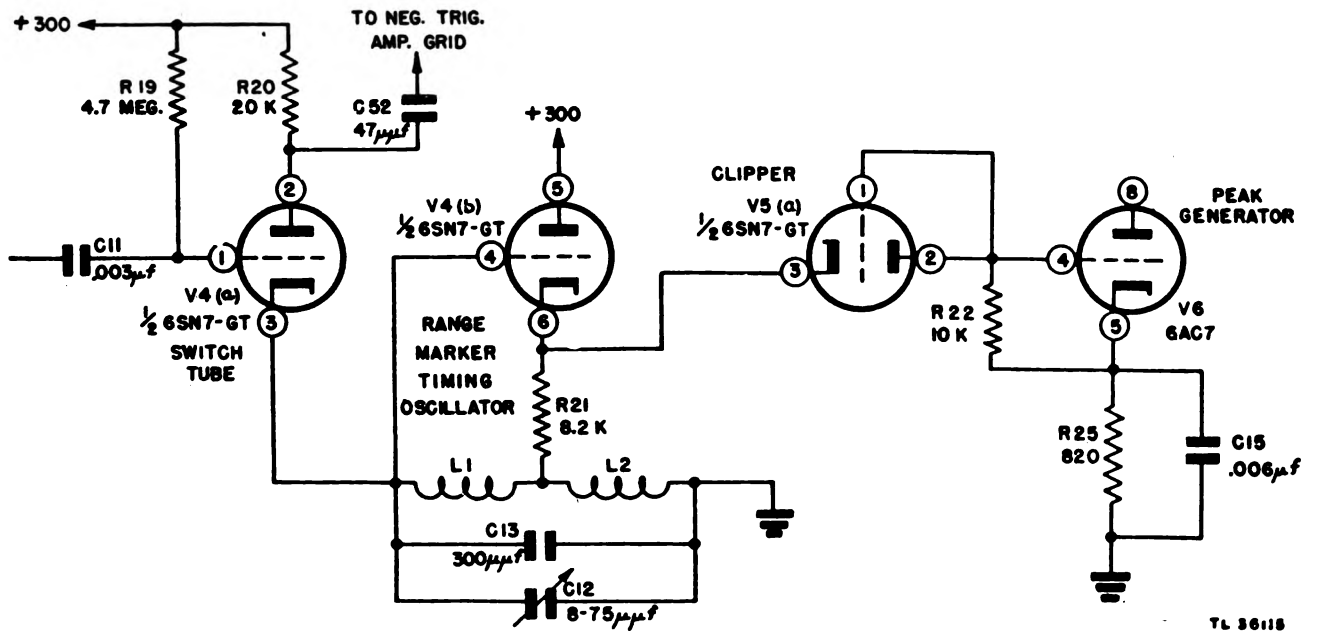 +300
TO NEG. TRIG.
AMP. GRID
R19
4.7 MEG.
R20
20 K
C52
47µµf
+300
2
C11
.003µf
1
V4(a)
½ 6SN7-GT
3
SWITCH
TUBE
V4(b)
½ 6SN7-GT
5
4
6
RANGE
MARKER
TIMING
OSCILLATOR
R21
8.2 K
L1
L2
C13
300µµf
C12
8-75µµf
CLIPPER
V5(a)
½ 6SN7-GT
1
3
2
R22
10 K
8
PEAK
GENERATOR
4
5
V6
6AC7
R25
820
C15
.006µf
TL 36115